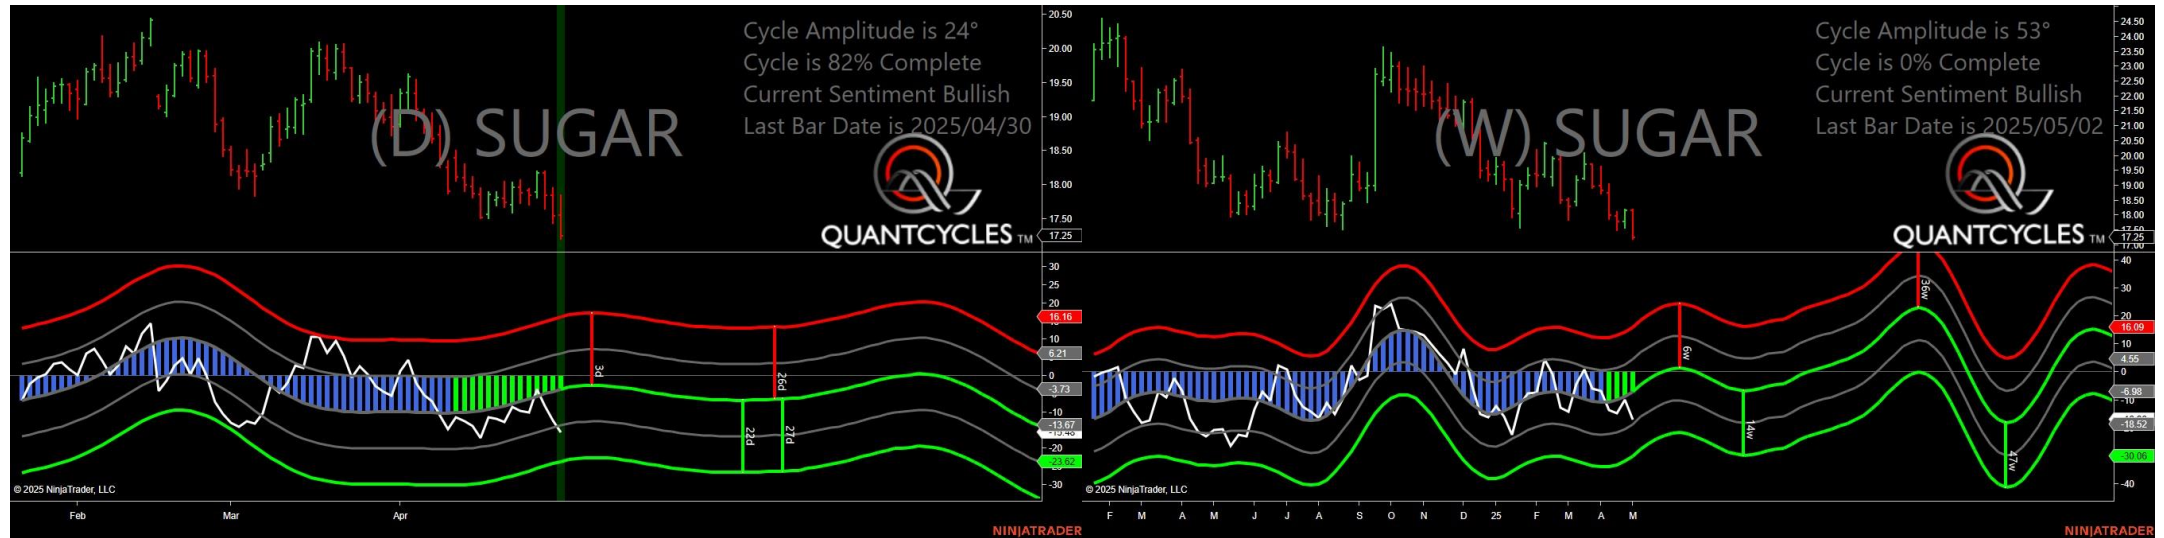 Cycle Amplitude is 24°
Cycle is 82% Complete
Current Sentiment Bullish
Last Bar Date is 2025/04/30
(D) SUGAR
QUANTCYCLES TM
20.50
20.00
19.50
19.00
18.50
18.00
17.50
17.25
30
25
20
16.16
10
6.21
0
-3.73
-10
-13.67
-20
-23.62
-30
3d
26d
22d
27d
© 2025 NinjaTrader, LLC
Feb
Mar
Apr
NINJATRADER
Cycle Amplitude is 53°
Cycle is 0% Complete
Current Sentiment Bullish
Last Bar Date is 2025/05/02
(W) SUGAR
QUANTCYCLES TM
24.50
24.00
23.50
23.00
22.50
22.00
21.50
21.00
20.50
20.00
19.50
19.00
18.50
18.00
17.25
17.00
40
30
20
16.09
10
4.55
0
-6.98
-10
-18.52
-30.06
-40
36w
6w
14w
47w
© 2025 NinjaTrader, LLC
F M A M J J A S O N D 25 F M A M
NINJATRADER